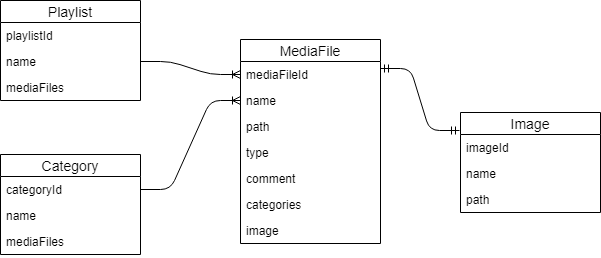 Playlist
playlistId
name
mediaFiles
MediaFile
mediaFileId
name
path
type
comment
categories
image
Category
categoryId
name
mediaFiles
Image
imageId
name
path